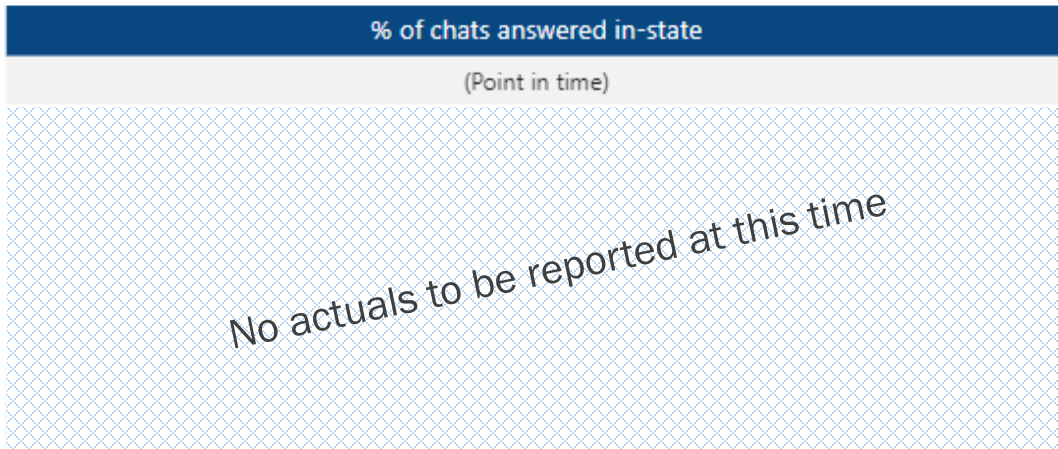 % of chats answered in-state
(Point in time)
No actuals to be reported at this time